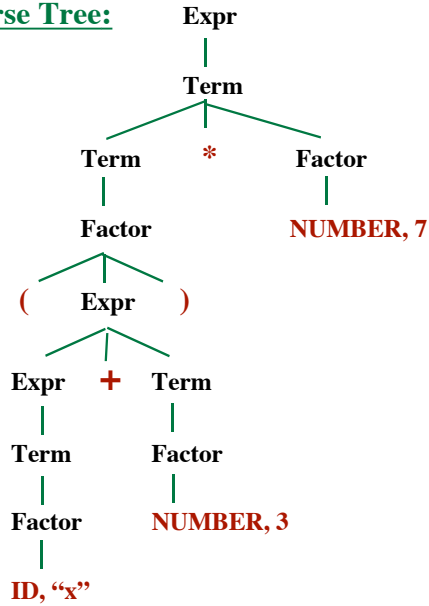 rse Tree:
Expr
Term
Term * Factor
Factor NUMBER, 7
( Expr )
Expr + Term
Term Factor
Factor NUMBER, 3
ID, “x”